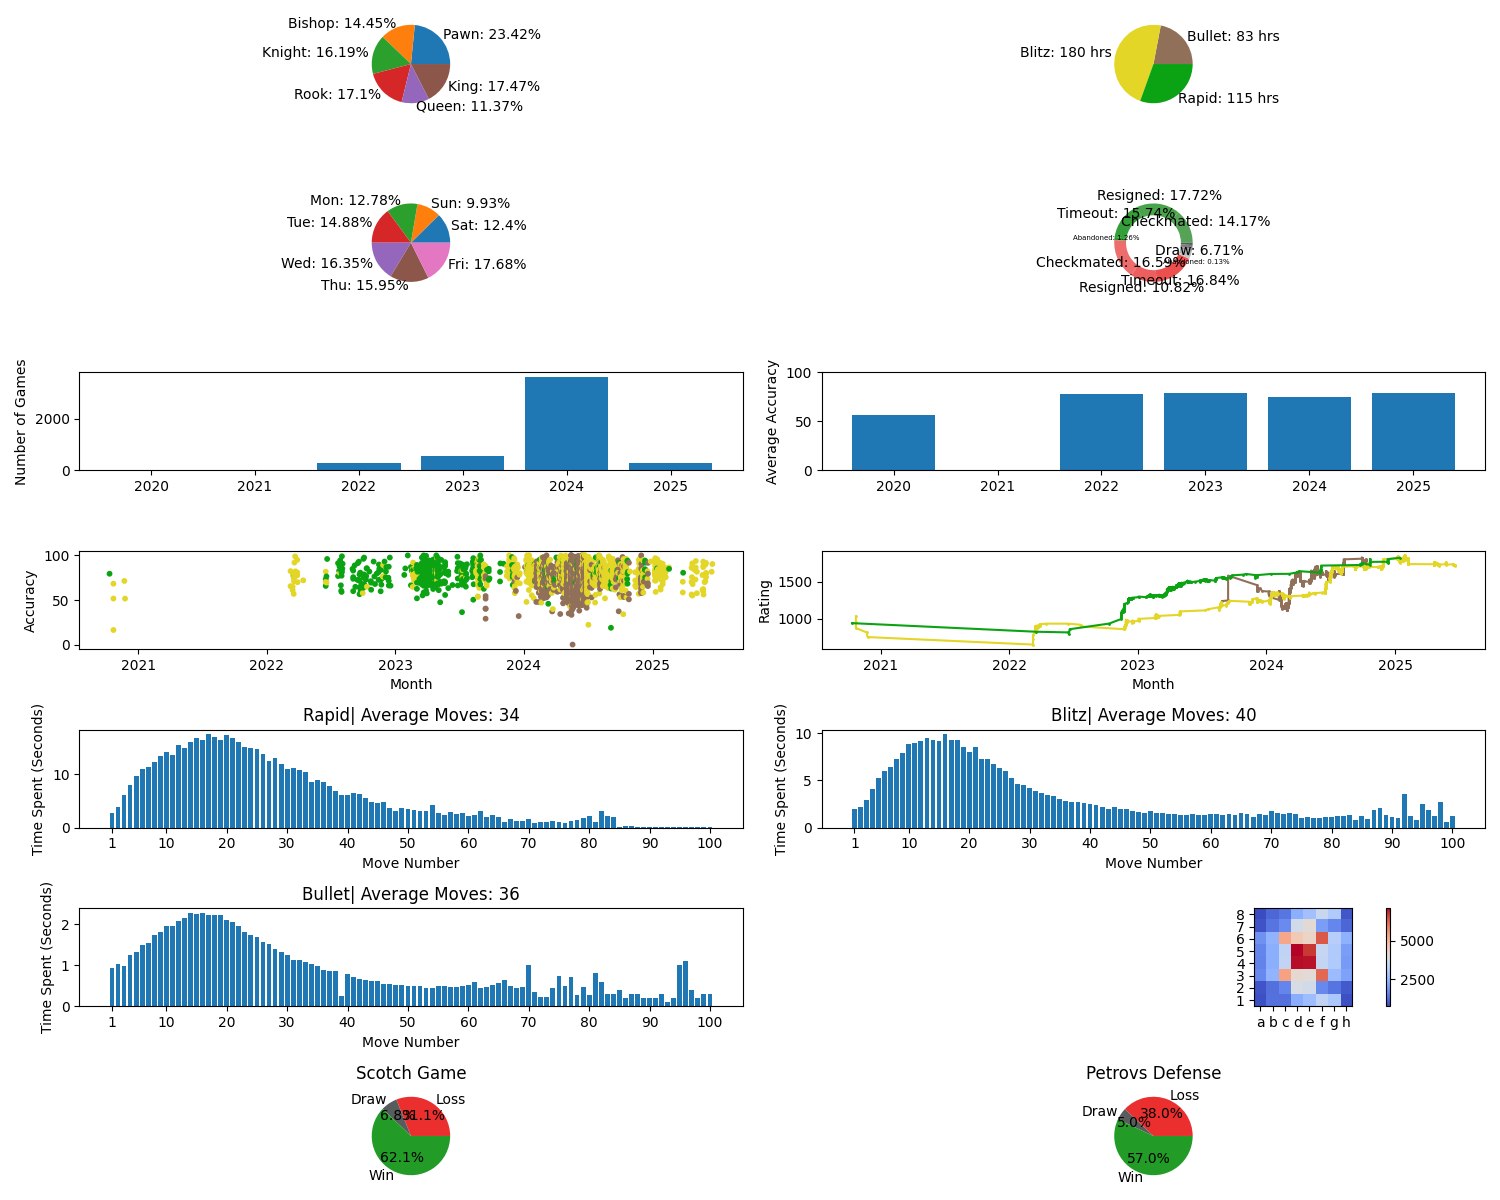 Bishop: 14.45%
Pawn: 23.42%
Knight: 16.19%
Rook: 17.1%
King: 17.47%
Queen: 11.37%
Blitz: 180 hrs
Bullet: 83 hrs
Rapid: 115 hrs
Mon: 12.78%
Sun: 9.93%
Tue: 14.88%
Sat: 12.4%
Wed: 16.35%
Fri: 17.68%
Thu: 15.95%
Resigned: 17.72%
Timeout: 15.74%
Checkmated: 14.17%
Abandoned: 1.26%
Draw: 6.71%
Checkmated: 16.59%
Abandoned: 0.13%
Timeout: 16.84%
Resigned: 10.82%
Number of Games
2000
0
2020 2021 2022 2023 2024 2025
Average Accuracy
100
50
0
2020 2021 2022 2023 2024 2025
Accuracy
100
50
0
2021 2022 2023 2024 2025
Month
Rating
1500
1000
2021 2022 2023 2024 2025
Month
Rapid| Average Moves: 34
Time Spent (Seconds)
10
0
1 10 20 30 40 50 60 70 80 90 100
Move Number
Blitz| Average Moves: 40
Time Spent (Seconds)
10
5
0
1 10 20 30 40 50 60 70 80 90 100
Move Number
Bullet| Average Moves: 36
Time Spent (Seconds)
2
1
0
1 10 20 30 40 50 60 70 80 90 100
Move Number
8
7
6
5
4
3
2
1
a b c d e f g h
5000
2500
Scotch Game
Draw
Loss
6.8%
31.1%
62.1%
Win
Petrovs Defense
Loss
Draw
38.0%
5.0%
57.0%
Win